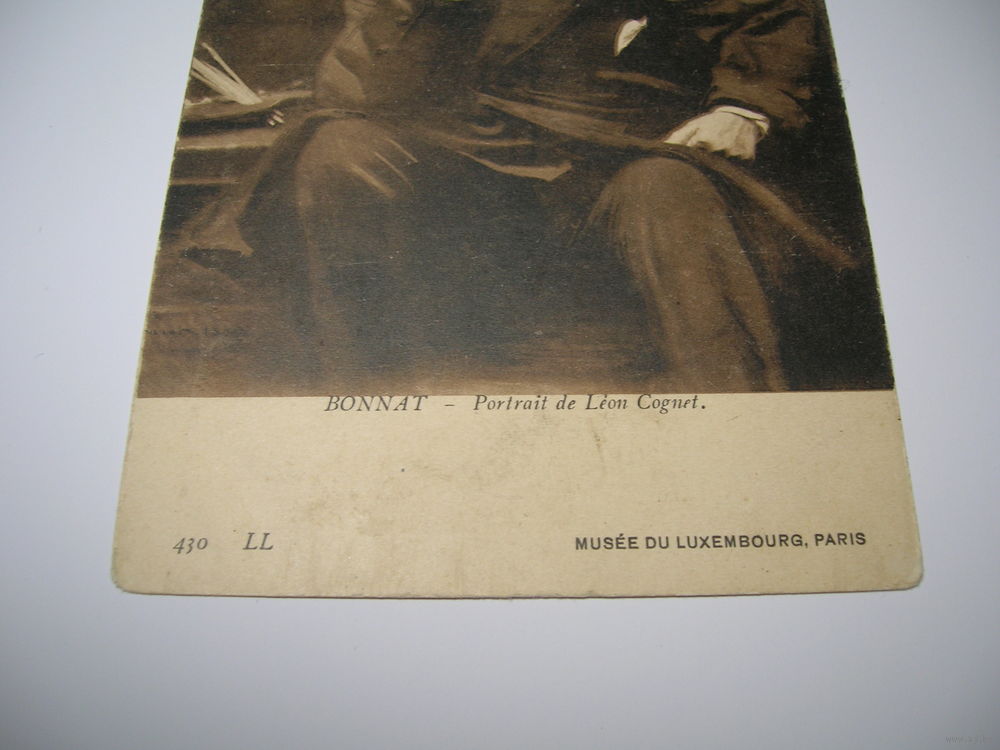 BONNAT – Portrait de Léon Cognet.
430 LL
MUSÉE DU LUXEMBOURG, PARIS